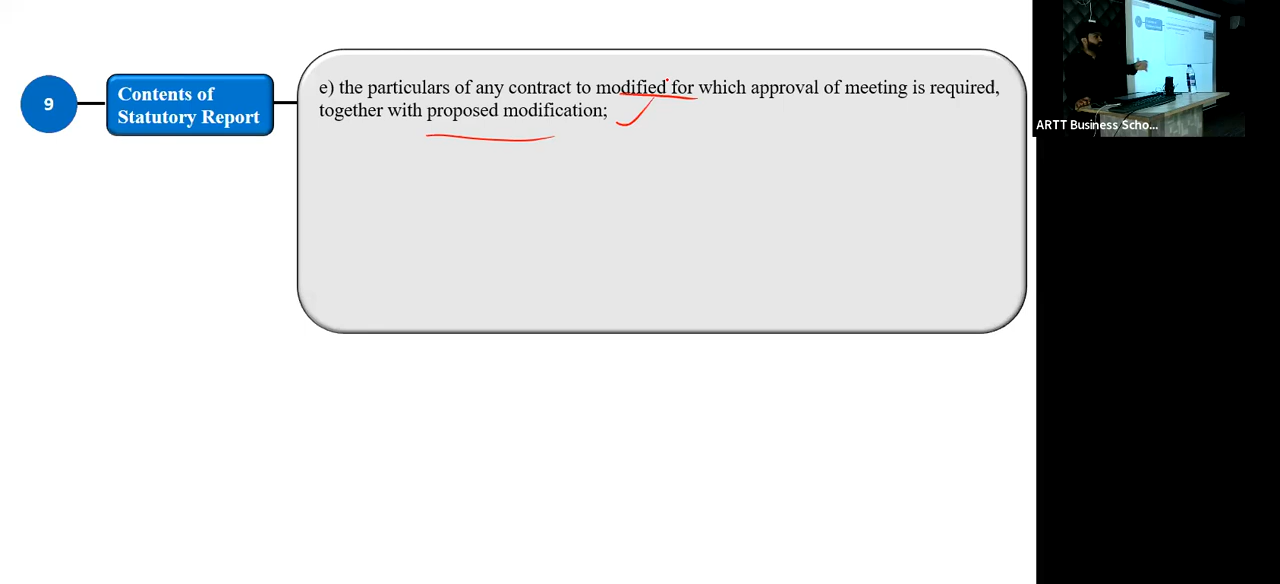 9
Contents of
Statutory Report
e) the particulars of any contract to modified for which approval of meeting is required,
together with proposed modification;
ARTT Business Scho...